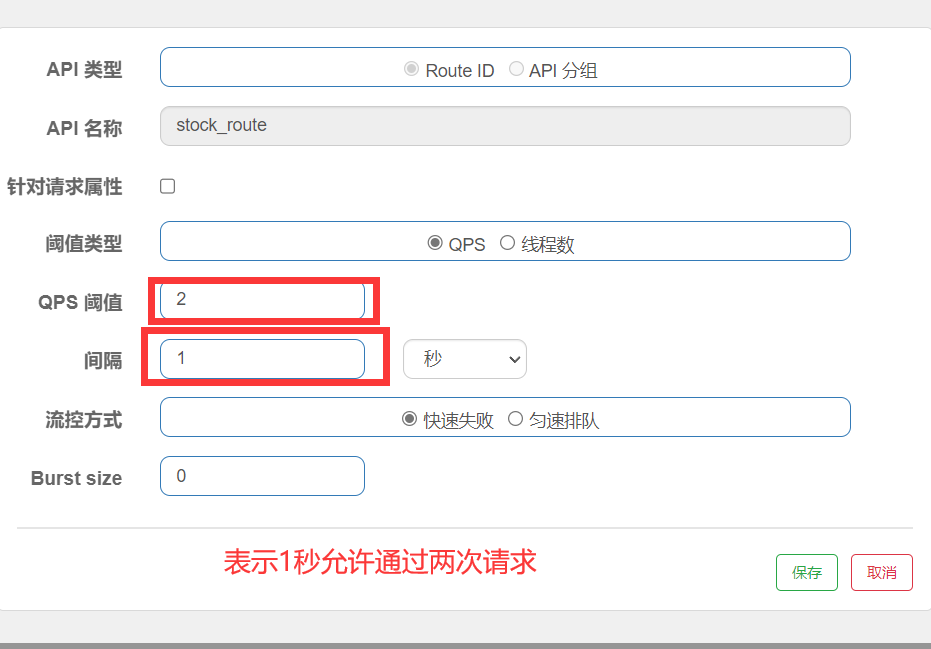 API 类型 Route ID API 分组
API 名称 stock_route
针对请求属性
阈值类型 QPS 线程数
QPS 阈值 2
间隔 1 秒
流控方式 快速失败 匀速排队
Burst size 0
表示1秒允许通过两次请求
保存 取消